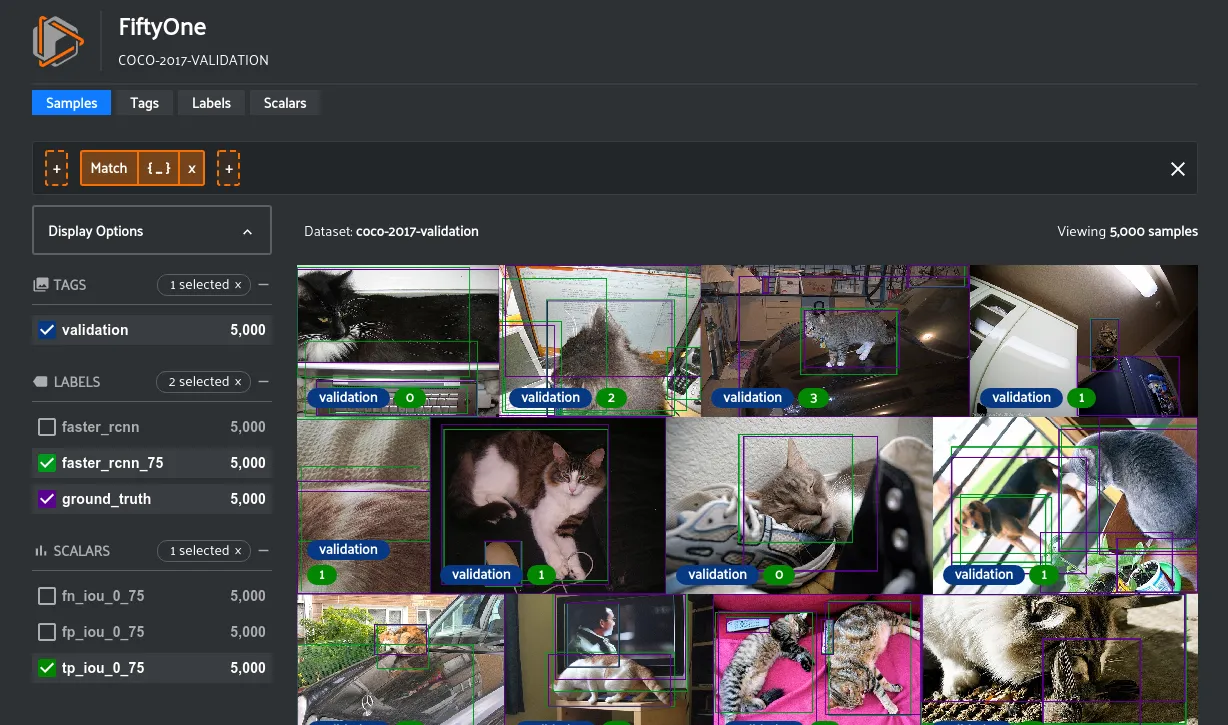 FiftyOne
COCO-2017-VALIDATION
Samples Tags Labels Scalars
+ Match { _ } x +
Display Options
Dataset: coco-2017-validation
Viewing 5,000 samples
TAGS 1 selected x
validation 5,000
LABELS 2 selected x
faster_rcnn 5,000
faster_rcnn_75 5,000
ground_truth 5,000
SCALARS 1 selected x
fn_iou_0_75 5,000
fp_iou_0_75 5,000
tp_iou_0_75 5,000
validation 0
validation 2
validation 3
validation 1
validation
1
validation 1
validation 0
validation 1